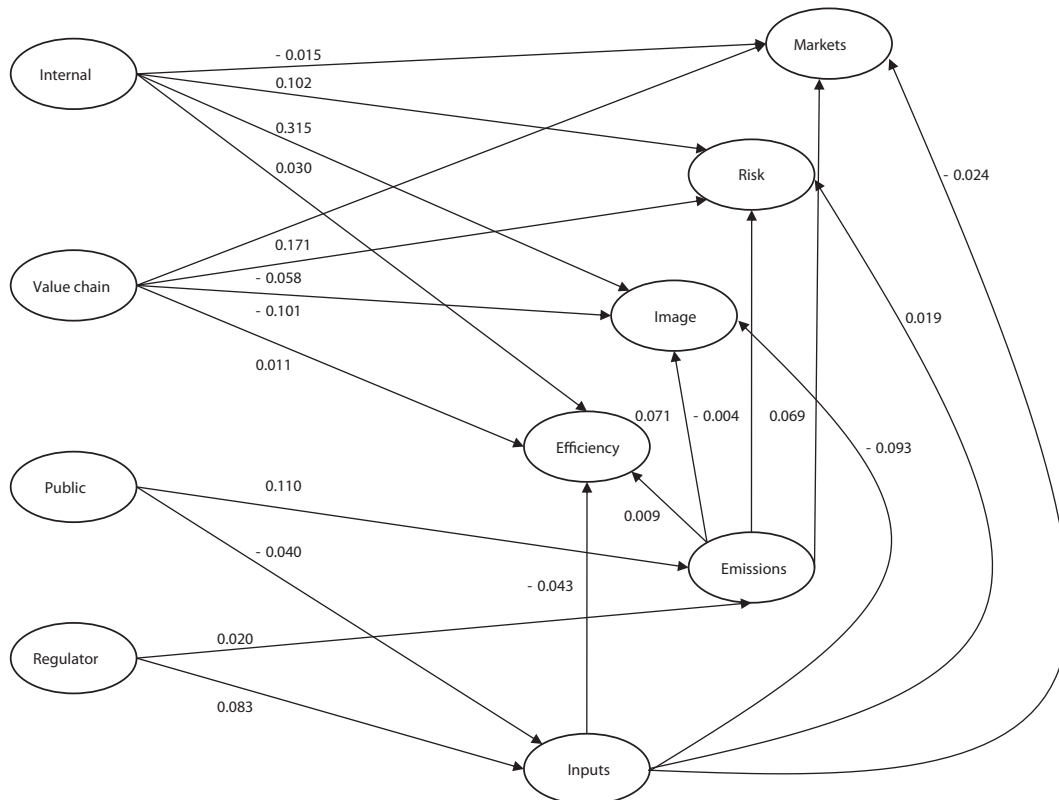 Markets
- 0.015
Internal
0.102
0.315
0.030
Risk
- 0.024
0.171
- 0.058
Value chain
- 0.101
Image
0.019
0.011
0.071
- 0.004
0.069
Efficiency
- 0.093
Public
0.110
0.009
- 0.040
Emissions
- 0.043
0.020
Regulator
0.083
Inputs